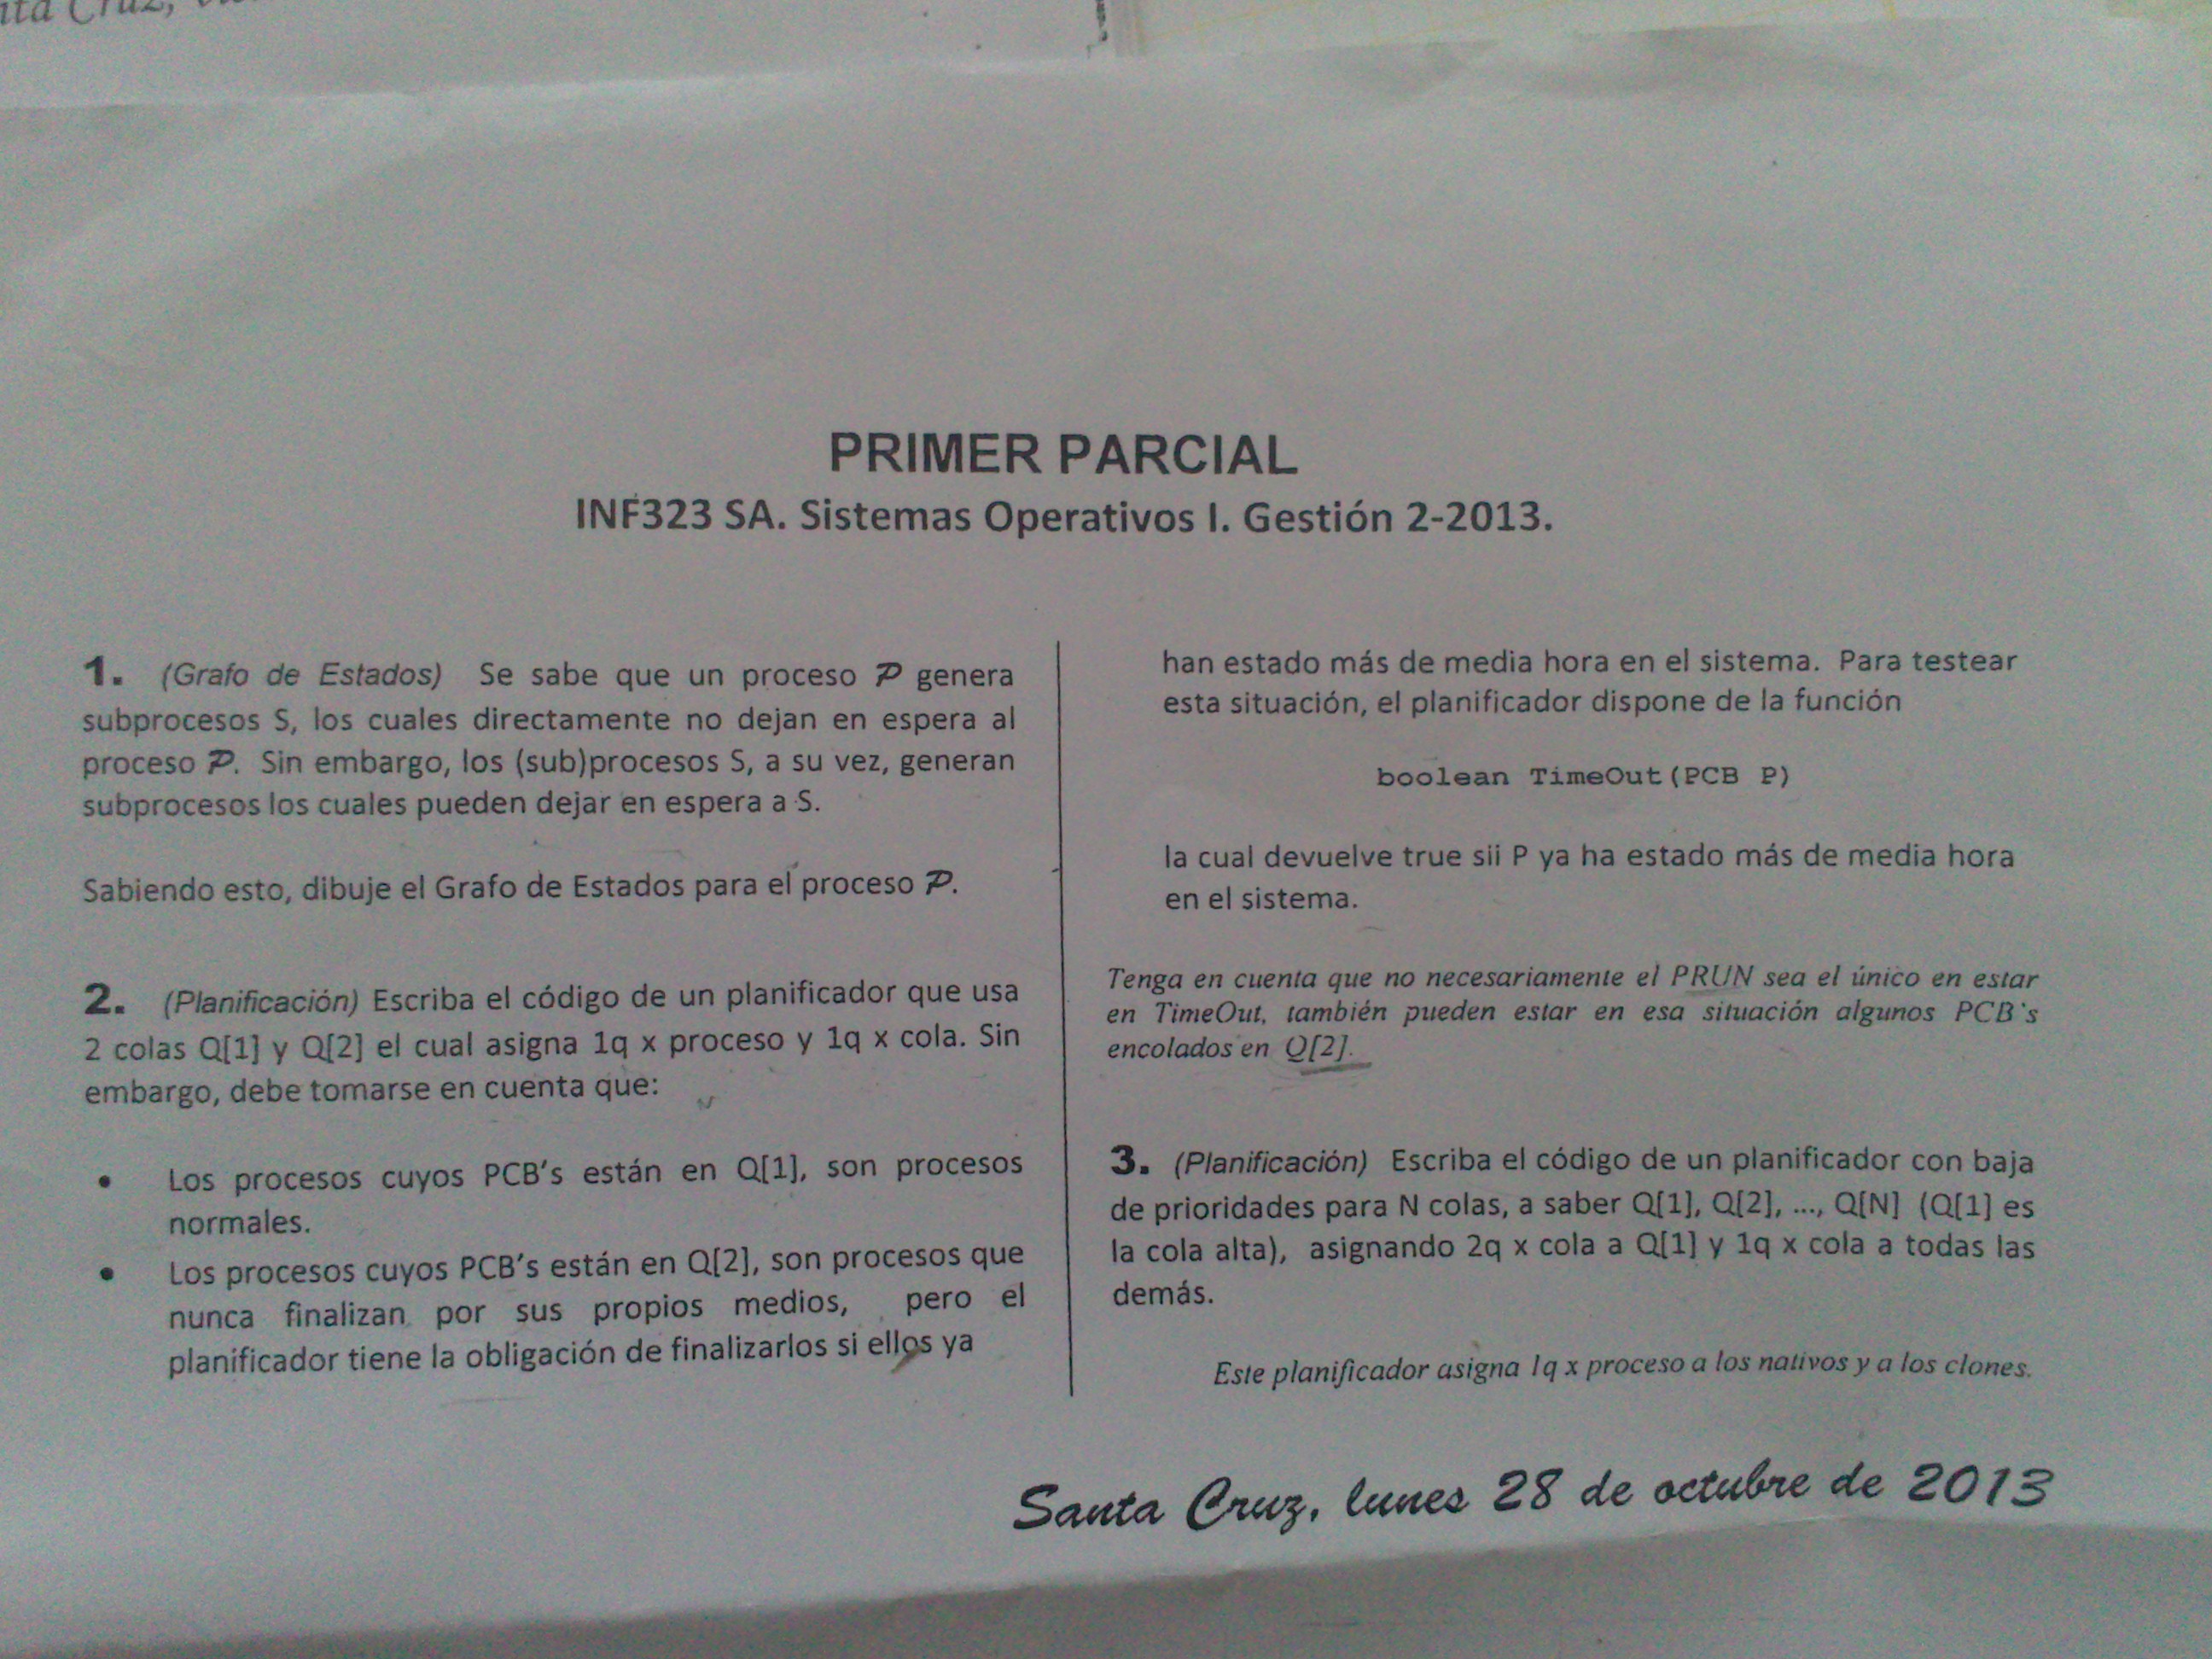 PRIMER PARCIAL
INF323 SA. Sistemas Operativos I. Gestión 2-2013.
1. (Grafo de Estados) Se sabe que un proceso P genera
subprocesos S, los cuales directamente no dejan en espera al
proceso P. Sin embargo, los (sub)procesos S, a su vez, generan
subprocesos los cuales pueden dejar en espera a S.
Sabiendo esto, dibuje el Grafo de Estados para el proceso P.
2. (Planificación) Escriba el código de un planificador que usa
2 colas Q[1] y Q[2] el cual asigna 1q x proceso y 1q x cola. Sin
embargo, debe tomarse en cuenta que:
• Los procesos cuyos PCB's están en Q[1], son procesos
normales.
• Los procesos cuyos PCB's están en Q[2], son procesos que
nunca finalizan por sus propios medios, pero el
planificador tiene la obligación de finalizarlos si ellos ya
han estado más de media hora en el sistema. Para testear
esta situación, el planificador dispone de la función
boolean TimeOut(PCB P)
la cual devuelve true sii P ya ha estado más de media hora
en el sistema.
Tenga en cuenta que no necesariamente el PRUN sea el único en estar
en TimeOut, también pueden estar en esa situación algunos PCB's
encolados en Q[2].
3. (Planificación) Escriba el código de un planificador con baja
de prioridades para N colas, a saber Q[1], Q[2], ..., Q[N] (Q[1] es
la cola alta), asignando 2q x cola a Q[1] y 1q x cola a todas las
demás.
Este planificador asigna 1q x proceso a los nativos y a los clones.
Santa Cruz, lunes 28 de octubre de 2013